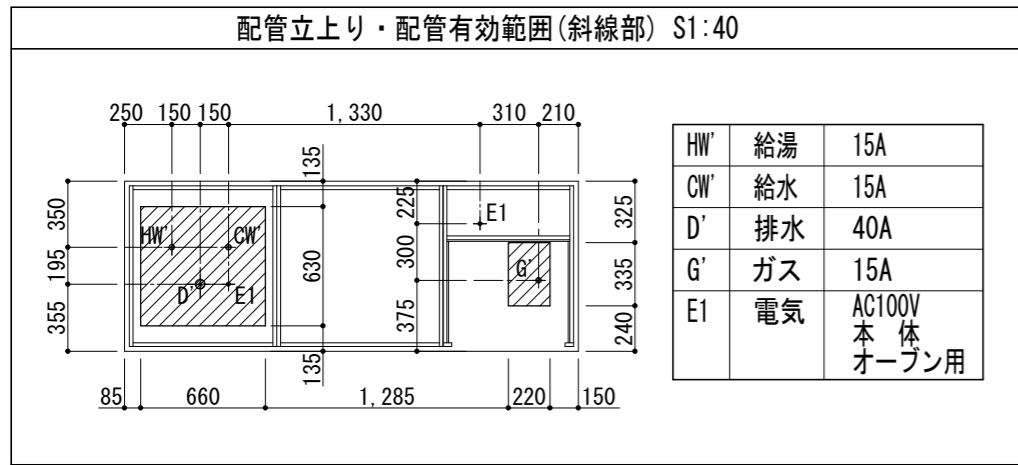 配管立上り・配管有効範囲(斜線部) S1:40
250 150 150 1,330 310 210
135
350
195
355
225
300
375
325
335
240
630
135
HW'
CW'
D'
E1
E1
G'
85 660 1,285 220 150
HW' 給湯 15A
CW' 給水 15A
D' 排水 40A
G' ガス 15A
E1 電気 AC100V
本 体
オーブン用